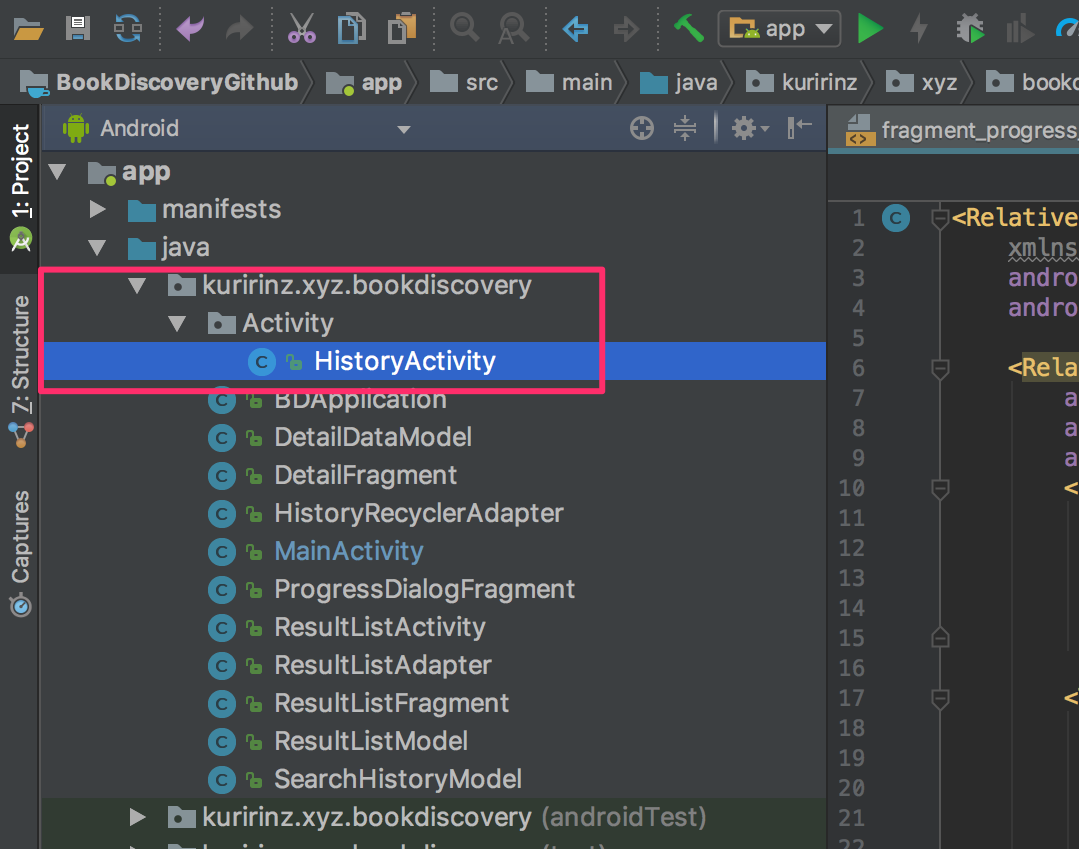 app
BookDiscoveryGithub app src main java kuririnz xyz
Android
fragment_progress
1: Project
app
manifests
java
kuririnz.xyz.bookdiscovery
Activity
HistoryActivity
BDApplication
DetailDataModel
DetailFragment
HistoryRecyclerAdapter
MainActivity
ProgressDialogFragment
ResultListActivity
ResultListAdapter
ResultListFragment
ResultListModel
SearchHistoryModel
kuririnz.xyz.bookdiscovery (androidTest)
Z: Structure
Captures
1 C <Relative
2 xmlns
3 andro
4 andro
5
6 <Rela
7 a
8 a
9 a
10 <
11
12
13
14
15
16
17 <
18
19
20
21
22